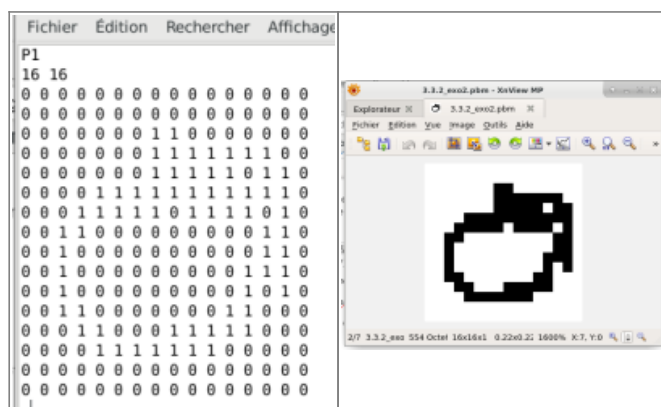 Fichier Édition Rechercher Affichage
P1
16 16
0 0 0 0 0 0 0 0 0 0 0 0 0 0 0 0
0 0 0 0 0 0 0 0 0 0 0 0 0 0 0 0
0 0 0 0 0 0 0 1 1 0 0 0 0 0 0 0
0 0 0 0 0 0 0 1 1 1 1 1 1 1 0 0
0 0 0 0 0 0 0 1 1 1 1 1 0 1 1 0
0 0 0 0 1 1 1 1 1 1 1 1 1 1 1 0
0 0 0 1 1 1 1 1 0 1 1 1 1 0 1 0
0 0 1 1 0 0 0 0 0 0 0 0 0 1 1 0
0 0 1 0 0 0 0 0 0 0 0 0 0 1 1 0
0 0 1 0 0 0 0 0 0 0 0 0 1 1 1 0
0 0 1 0 0 0 0 0 0 0 0 0 1 0 1 0
0 0 1 1 0 0 0 0 0 0 0 1 1 0 0 0
0 0 0 1 1 0 0 0 1 1 1 1 1 0 0 0
0 0 0 0 1 1 1 1 1 1 1 0 0 0 0 0
0 0 0 0 0 0 0 0 0 0 0 0 0 0 0 0
0 0 0 0 0 0 0 0 0 0 0 0 0 0 0 0
3.3.2_exo2.pbm - XnView MP
Explorateur 3.3.2_exo2.pbm
Fichier Edition Vue Image Outils Aide
2/7 3.3.2_exo 554 Octet 16x16x1 0.22x0.22 1600% X:7, Y:0